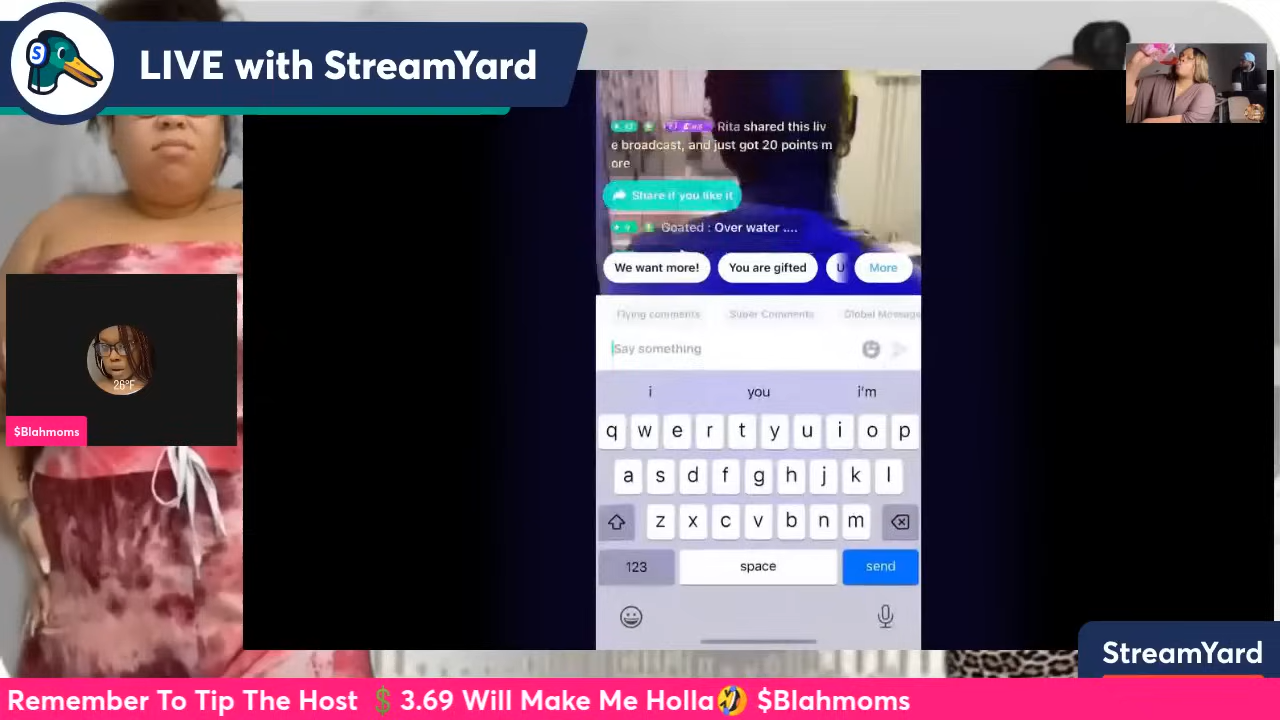 LIVE with StreamYard
Rita shared this liv
e broadcast, and just got 20 points m
ore
Share if you like it
Goated : Over water ....
We want more!
You are gifted
U
More
Flying comments
Super Comments
Global Message
Say something
i
you
i'm
q w e r t y u i o p
a s d f g h j k l
z x c v b n m
123
space
send
26°F
$Blahmoms
StreamYard
Remember To Tip The Host 💲 3.69 Will Make Me Holla🤣 $Blahmoms